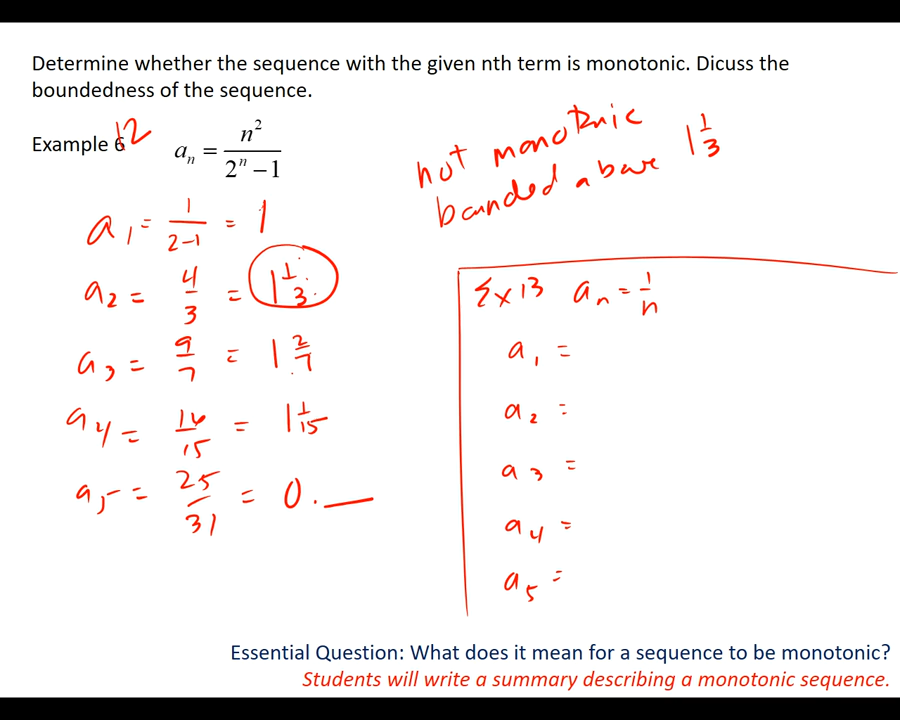 Determine whether the sequence with the given nth term is monotonic. Dicuss the
boundedness of the sequence.
Example 6 12
aₙ = n² / (2ⁿ − 1)
not monotonic
bounded above 1 1/3
a₁ = 1/(2-1) = 1
a₂ = 4/3 = 1 1/3
a₃ = 9/7 = 1 2/7
a₄ = 16/15 = 1 1/15
a₅ = 25/31 = 0.__
Ex 13 aₙ = 1/n
a₁ =
a₂ =
a₃ =
a₄ =
a₅ =
Essential Question: What does it mean for a sequence to be monotonic?
Students will write a summary describing a monotonic sequence.